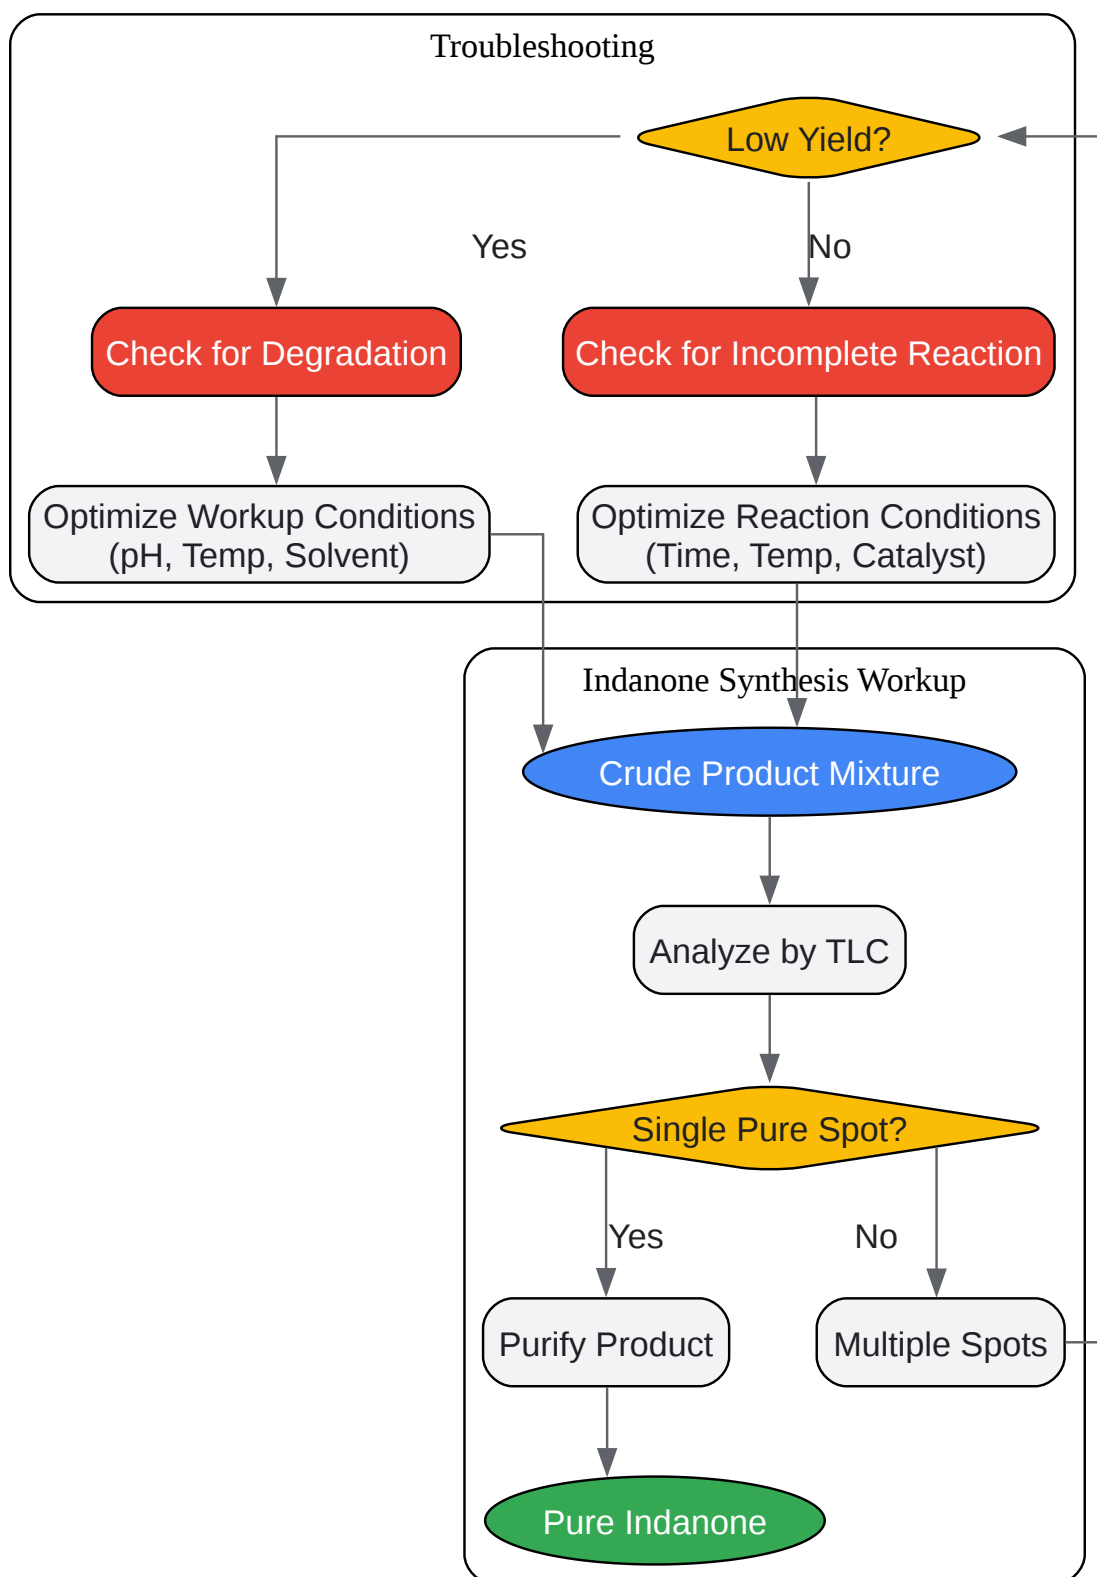 Troubleshooting
Low Yield?
Yes
No
Check for Degradation
Check for Incomplete Reaction
Optimize Workup Conditions
(pH, Temp, Solvent)
Optimize Reaction Conditions
(Time, Temp, Catalyst)
Indanone Synthesis Workup
Crude Product Mixture
Analyze by TLC
Single Pure Spot?
Yes
No
Purify Product
Multiple Spots
Pure Indanone